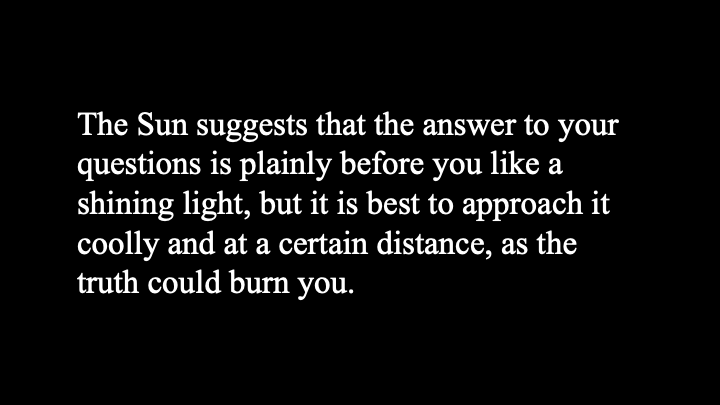 The Sun suggests that the answer to your
questions is plainly before you like a
shining light, but it is best to approach it
coolly and at a certain distance, as the
truth could burn you.